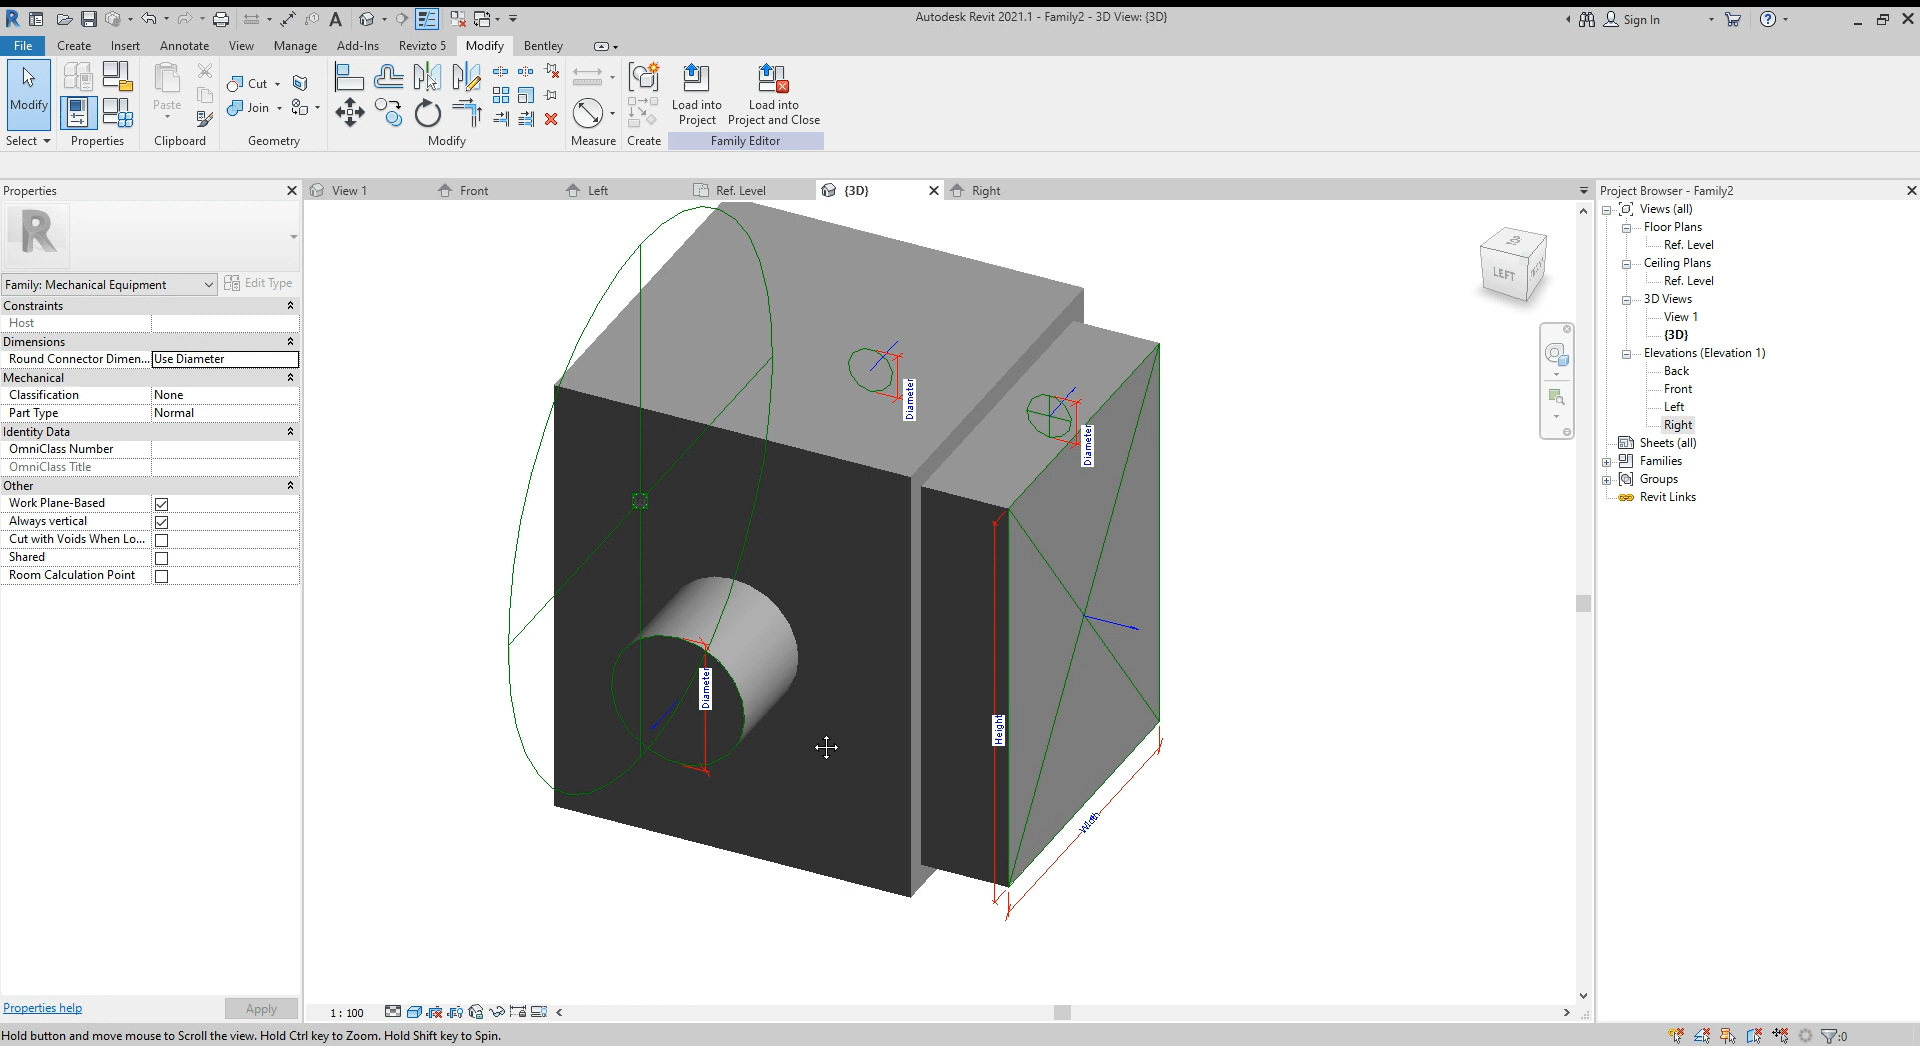 Autodesk Revit 2021.1 - Family2 - 3D View: {3D}
Sign In
File
Create
Insert
Annotate
View
Manage
Add-Ins
Revizto 5
Modify
Bentley
Modify
Paste
Cut
Join
Load into
Project
Load into
Project and Close
Select
Properties
Clipboard
Geometry
Modify
Measure
Create
Family Editor
Properties
View 1
Front
Left
Ref. Level
{3D}
Right
Project Browser - Family2
Family: Mechanical Equipment
Edit Type
Constraints
Host
Dimensions
Round Connector Dimen... Use Diameter
Mechanical
Classification None
Part Type Normal
Identity Data
OmniClass Number
OmniClass Title
Other
Work Plane-Based
Always vertical
Cut with Voids When Lo...
Shared
Room Calculation Point
Properties help
Apply
Diameter
Diameter
Diameter
Height
Width
LEFT
Views (all)
Floor Plans
Ref. Level
Ceiling Plans
Ref. Level
3D Views
View 1
{3D}
Elevations (Elevation 1)
Back
Front
Left
Right
Sheets (all)
Families
Groups
Revit Links
1 : 100
Hold button and move mouse to Scroll the view. Hold Ctrl key to Zoom. Hold Shift key to Spin.
:0